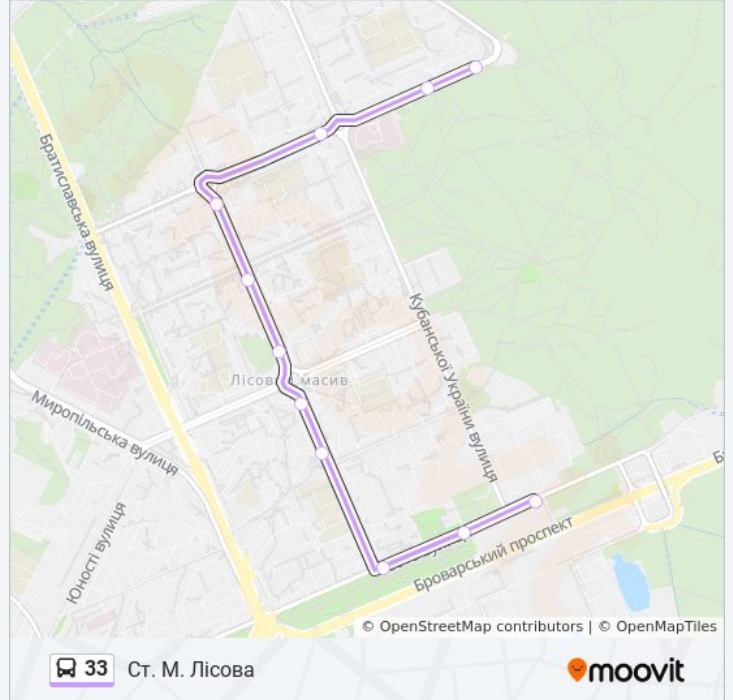 Братиславська вулиця
Кубанської України вулиця
Лісов масив
Миропільська вулиця
Юності вулиця
Броварський проспект
© OpenStreetMap contributors | © OpenMapTiles
33 Ст. М. Лісова
moovit